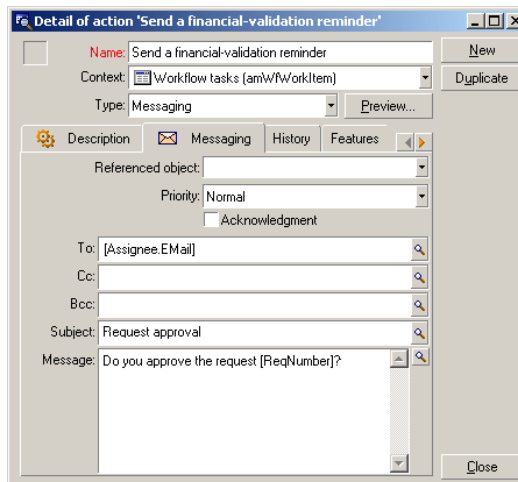 Detail of action 'Send a financial-validation reminder'
Name: Send a financial-validation reminder New
Context: Workflow tasks (amWfWorkItem) Duplicate
Type: Messaging Preview...
Description Messaging History Features
Referenced object:
Priority: Normal
Acknowledgment
To: [Assignee.EMail]
Cc:
Bcc:
Subject: Request approval
Message: Do you approve the request [ReqNumber]?
Close